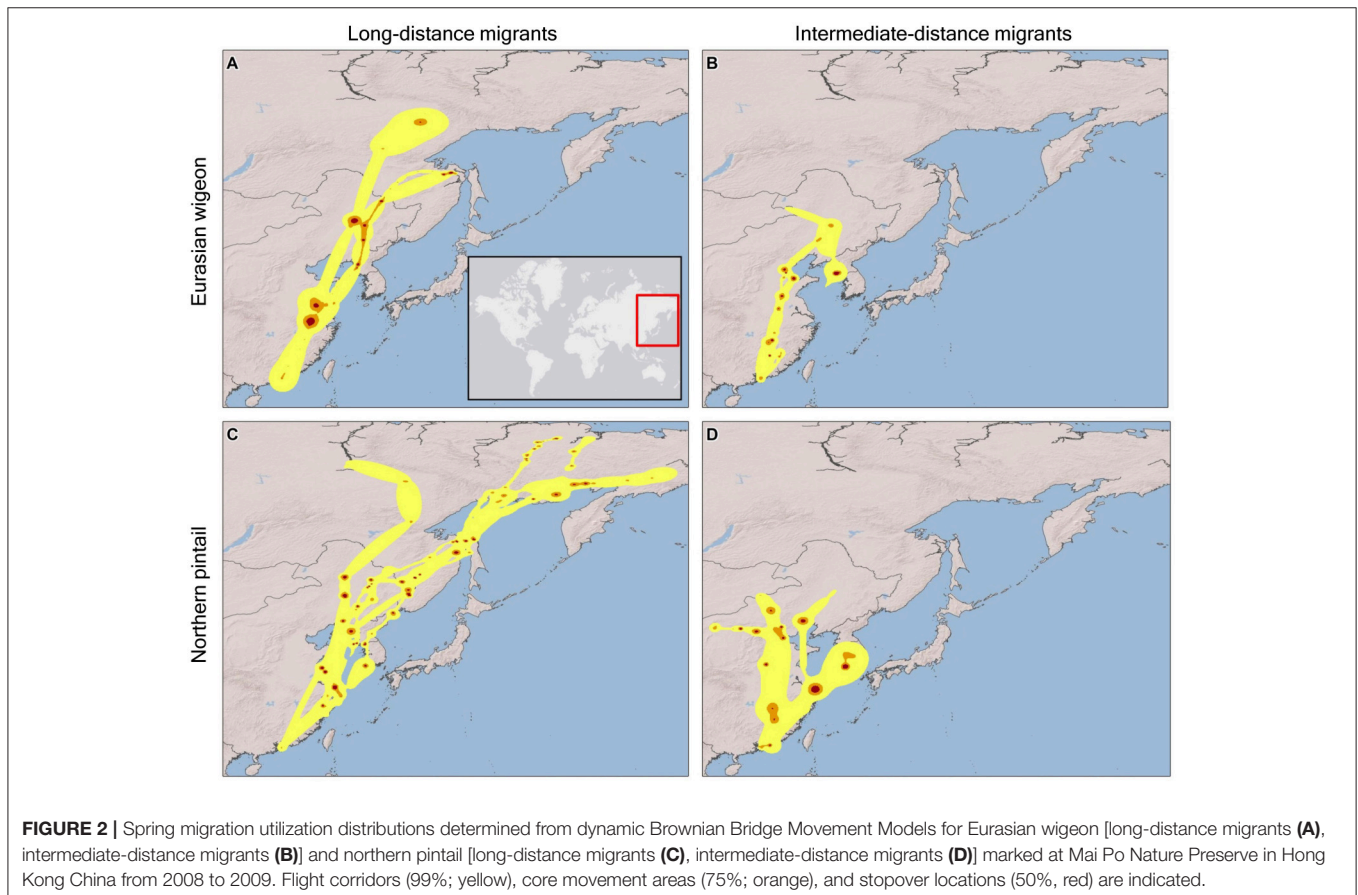 Long-distance migrants
Intermediate-distance migrants
A
B
Eurasian wigeon
C
D
Northern pintail
FIGURE 2 | Spring migration utilization distributions determined from dynamic Brownian Bridge Movement Models for Eurasian wigeon [long-distance migrants (A),
intermediate-distance migrants (B)] and northern pintail [long-distance migrants (C), intermediate-distance migrants (D)] marked at Mai Po Nature Preserve in Hong
Kong China from 2008 to 2009. Flight corridors (99%; yellow), core movement areas (75%; orange), and stopover locations (50%, red) are indicated.